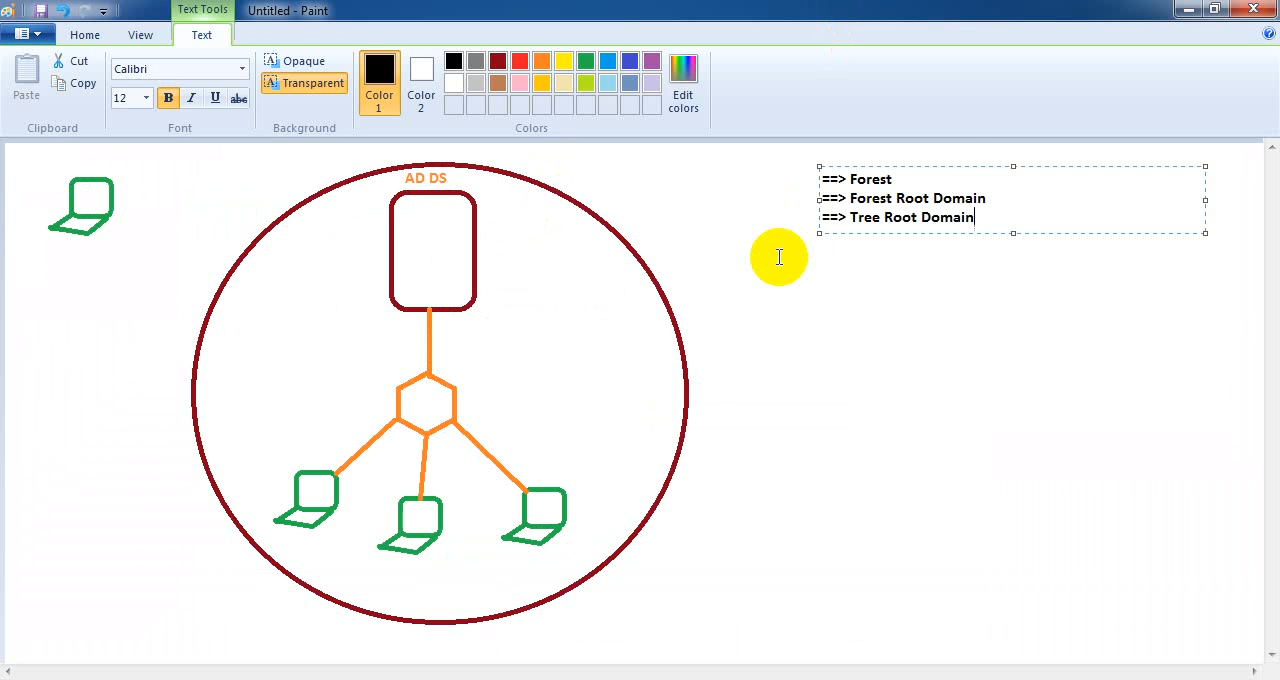 Text Tools
Untitled - Paint
Home
View
Text
Paste
Cut
Copy
Clipboard
Calibri
12
B I U abc
Font
Opaque
Transparent
Background
Color 1
Color 2
Edit colors
Colors
AD DS
==> Forest
==> Forest Root Domain
==> Tree Root Domain